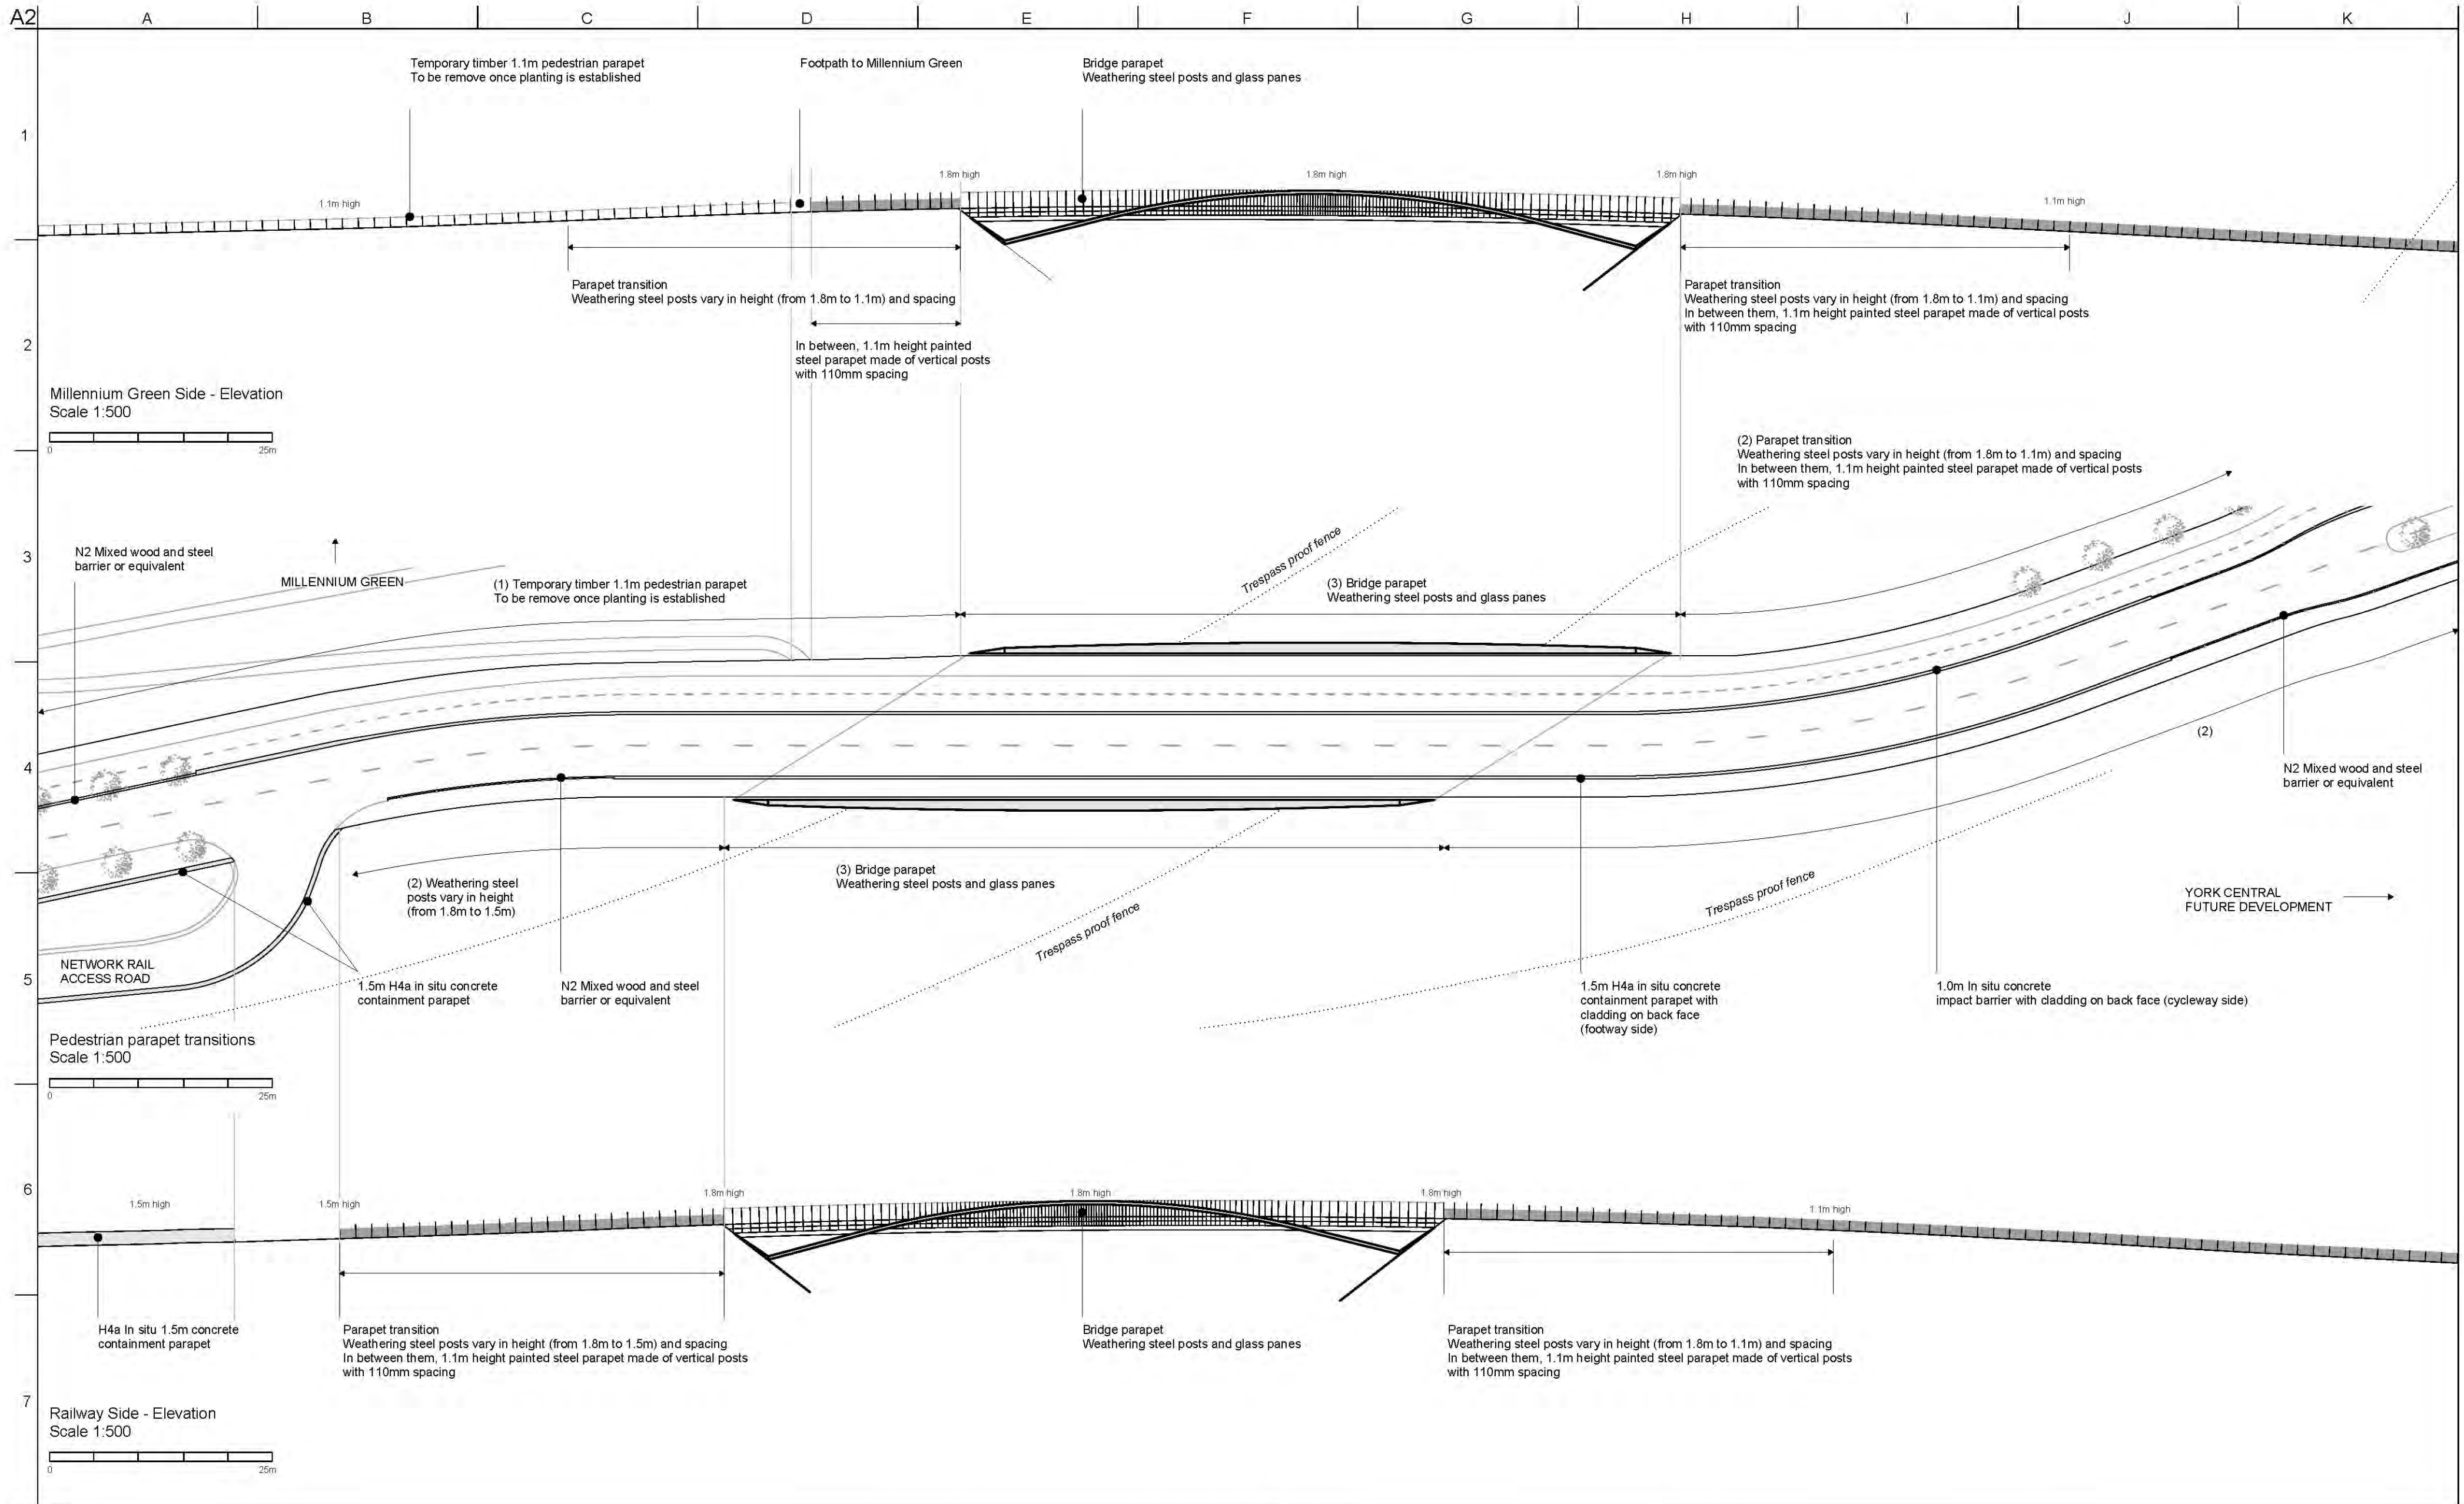 A2
A B C D E F G H I J K
Temporary timber 1.1m pedestrian parapet
To be remove once planting is established
Footpath to Millennium Green
Bridge parapet
Weathering steel posts and glass panes
1
1.8m high
1.8m high
1.8m high
1.1m high
1.1m high
Parapet transition
Weathering steel posts vary in height (from 1.8m to 1.1m) and spacing
Parapet transition
Weathering steel posts vary in height (from 1.8m to 1.1m) and spacing
In between them, 1.1m height painted steel parapet made of vertical posts
with 110mm spacing
2
In between, 1.1m height painted
steel parapet made of vertical posts
with 110mm spacing
Millennium Green Side - Elevation
Scale 1:500
0 25m
(2) Parapet transition
Weathering steel posts vary in height (from 1.8m to 1.1m) and spacing
In between them, 1.1m height painted steel parapet made of vertical posts
with 110mm spacing
3
N2 Mixed wood and steel
barrier or equivalent
MILLENNIUM GREEN
(1) Temporary timber 1.1m pedestrian parapet
To be remove once planting is established
Trespass proof fence
(3) Bridge parapet
Weathering steel posts and glass panes
4
(2)
N2 Mixed wood and steel
barrier or equivalent
(2) Weathering steel
posts vary in height
(from 1.8m to 1.5m)
(3) Bridge parapet
Weathering steel posts and glass panes
Trespass proof fence
Trespass proof fence
YORK CENTRAL
FUTURE DEVELOPMENT
5
NETWORK RAIL
ACCESS ROAD
1.5m H4a in situ concrete
containment parapet
N2 Mixed wood and steel
barrier or equivalent
1.5m H4a in situ concrete
containment parapet with
cladding on back face
(footway side)
1.0m In situ concrete
impact barrier with cladding on back face (cycleway side)
Pedestrian parapet transitions
Scale 1:500
0 25m
6
1.5m high
1.5m high
1.8m high
1.8m high
1.8m high
1.1m high
H4a In situ 1.5m concrete
containment parapet
Parapet transition
Weathering steel posts vary in height (from 1.8m to 1.5m) and spacing
In between them, 1.1m height painted steel parapet made of vertical posts
with 110mm spacing
Bridge parapet
Weathering steel posts and glass panes
Parapet transition
Weathering steel posts vary in height (from 1.8m to 1.1m) and spacing
In between them, 1.1m height painted steel parapet made of vertical posts
with 110mm spacing
7
Railway Side - Elevation
Scale 1:500
0 25m